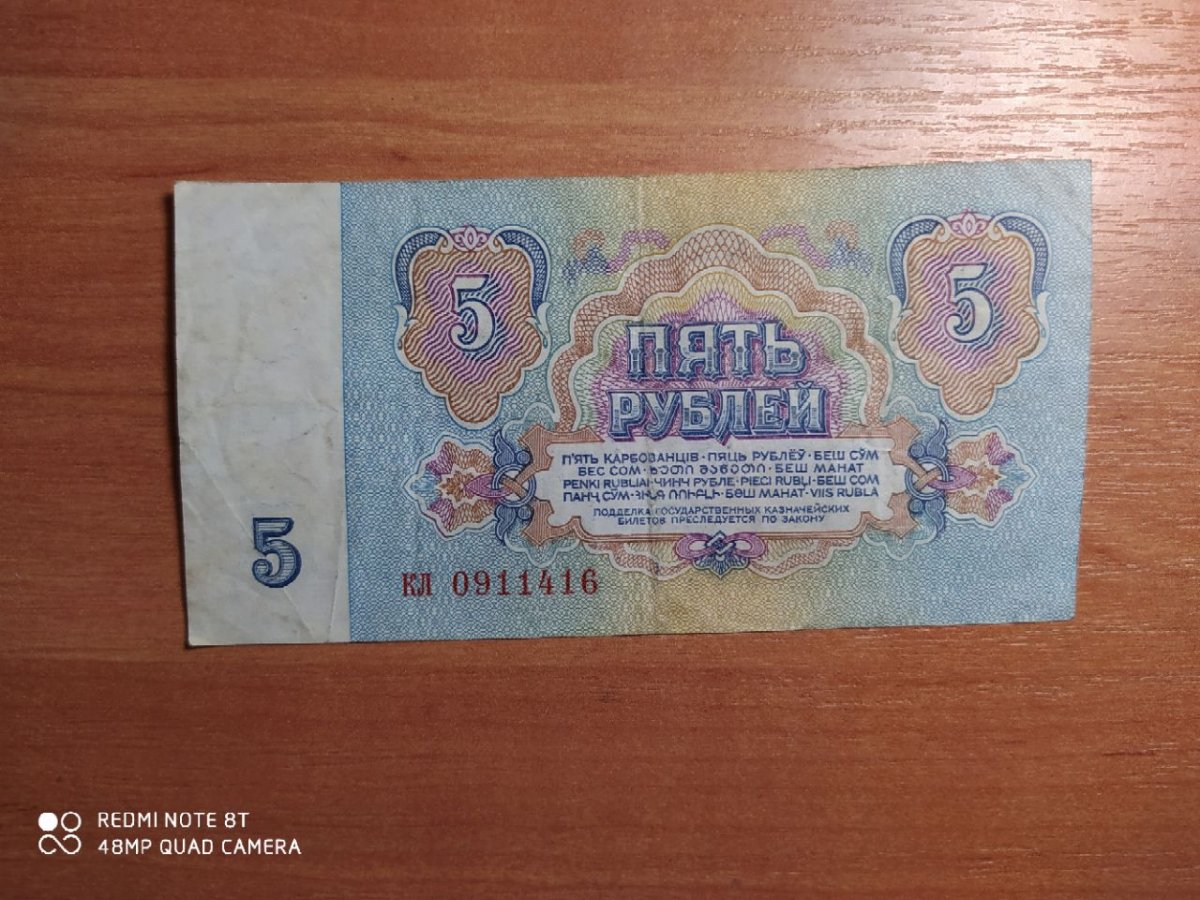 5
5
ПЯТЬ
РУБЛЕЙ
П'ЯТЬ КАРБОВАНЦІВ · ПЯЦЬ РУБЛЁЎ · БЕШ СЎМ
БЕС СОМ · ᲮᲣᲗᲘ ᲛᲐᲜᲔᲗᲘ · БЕШ МАНАТ
PENKI RUBLIAI · ЧИНЧ РУБЛЕ · PIECI RUBĻI · БЕШ СОМ
ПАНҶ СӮМ · ՀԻՆԳ ՌՈՒԲԼԻ · БӘШ МАНАТ · VIIS RUBLA
ПОДДЕЛКА ГОСУДАРСТВЕННЫХ КАЗНАЧЕЙСКИХ
БИЛЕТОВ ПРЕСЛЕДУЕТСЯ ПО ЗАКОНУ
5
кл 0911416
REDMI NOTE 8T
48MP QUAD CAMERA